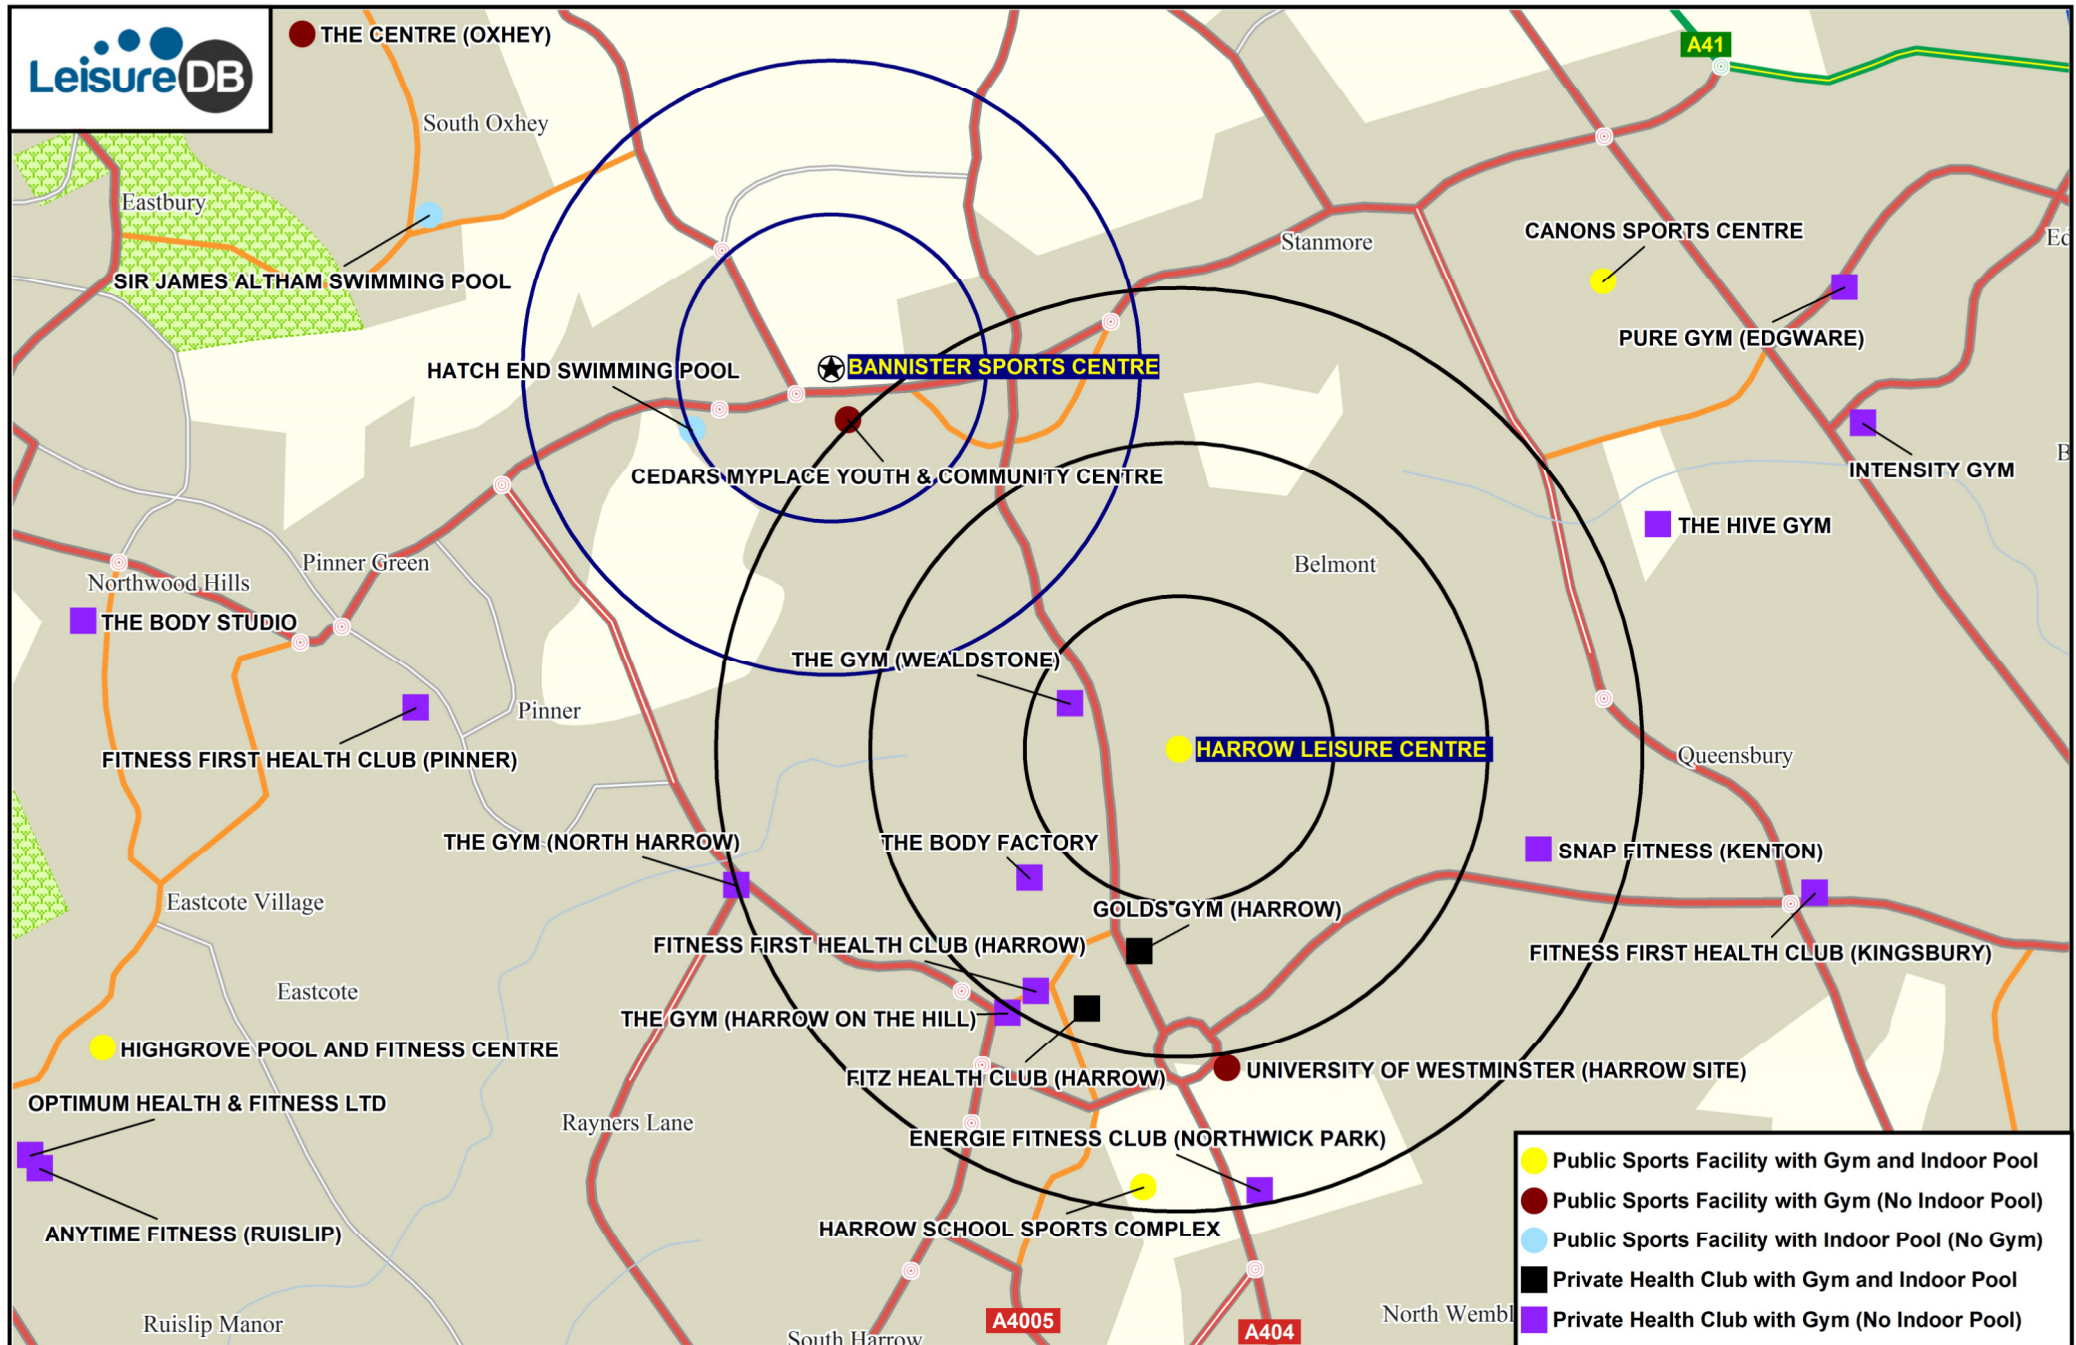 LeisureDB
THE CENTRE (OXHEY)
A41
South Oxhey
Eastbury
CANONS SPORTS CENTRE
Stanmore
SIR JAMES ALTHAM SWIMMING POOL
PURE GYM (EDGWARE)
HATCH END SWIMMING POOL
BANNISTER SPORTS CENTRE
INTENSITY GYM
CEDARS MYPLACE YOUTH & COMMUNITY CENTRE
THE HIVE GYM
Pinner Green
Belmont
Northwood Hills
THE BODY STUDIO
THE GYM (WEALDSTONE)
Pinner
HARROW LEISURE CENTRE
Queensbury
FITNESS FIRST HEALTH CLUB (PINNER)
THE GYM (NORTH HARROW)
THE BODY FACTORY
SNAP FITNESS (KENTON)
Eastcote Village
GOLDS GYM (HARROW)
FITNESS FIRST HEALTH CLUB (HARROW)
FITNESS FIRST HEALTH CLUB (KINGSBURY)
Eastcote
THE GYM (HARROW ON THE HILL)
HIGHGROVE POOL AND FITNESS CENTRE
UNIVERSITY OF WESTMINSTER (HARROW SITE)
FITZ HEALTH CLUB (HARROW)
OPTIMUM HEALTH & FITNESS LTD
Rayners Lane
ENERGIE FITNESS CLUB (NORTHWICK PARK)
HARROW SCHOOL SPORTS COMPLEX
ANYTIME FITNESS (RUISLIP)
Ruislip Manor
South Harrow
A4005
A404
North Wembl
Public Sports Facility with Gym and Indoor Pool
Public Sports Facility with Gym (No Indoor Pool)
Public Sports Facility with Indoor Pool (No Gym)
Private Health Club with Gym and Indoor Pool
Private Health Club with Gym (No Indoor Pool)